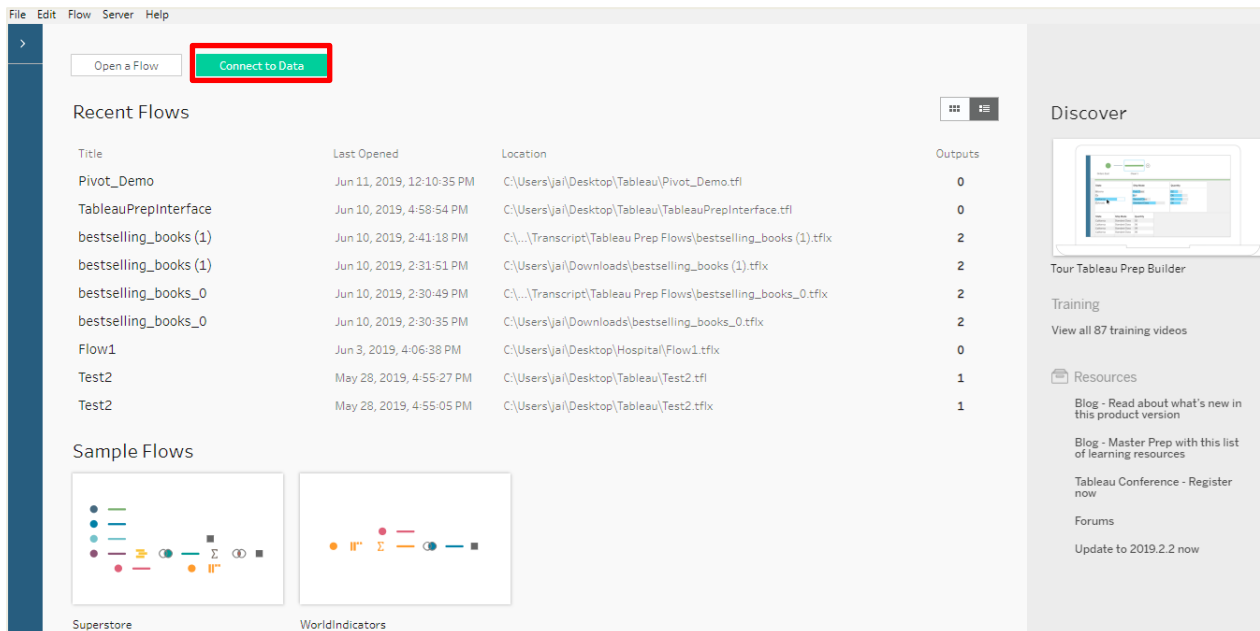 File Edit Flow Server Help
Open a Flow
Connect to Data
Recent Flows
Title Last Opened Location Outputs
Pivot_Demo Jun 11, 2019, 12:10:35 PM C:\Users\jai\Desktop\Tableau\Pivot_Demo.tfl 0
TableauPrepInterface Jun 10, 2019, 4:58:54 PM C:\Users\jai\Desktop\Tableau\TableauPrepInterface.tfl 0
bestselling_books (1) Jun 10, 2019, 2:41:18 PM C:\...\Transcript\Tableau Prep Flows\bestselling_books (1).tflx 2
bestselling_books (1) Jun 10, 2019, 2:31:51 PM C:\Users\jai\Downloads\bestselling_books (1).tflx 2
bestselling_books_0 Jun 10, 2019, 2:30:49 PM C:\...\Transcript\Tableau Prep Flows\bestselling_books_0.tflx 2
bestselling_books_0 Jun 10, 2019, 2:30:35 PM C:\Users\jai\Downloads\bestselling_books_0.tflx 2
Flow1 Jun 3, 2019, 4:06:38 PM C:\Users\jai\Desktop\Hospital\Flow1.tflx 0
Test2 May 28, 2019, 4:55:27 PM C:\Users\jai\Desktop\Tableau\Test2.tfl 1
Test2 May 28, 2019, 4:55:05 PM C:\Users\jai\Desktop\Tableau\Test2.tflx 1
Sample Flows
Superstore
WorldIndicators
Discover
Tour Tableau Prep Builder
Training
View all 87 training videos
Resources
Blog - Read about what's new in
this product version
Blog - Master Prep with this list
of learning resources
Tableau Conference - Register
now
Forums
Update to 2019.2.2 now